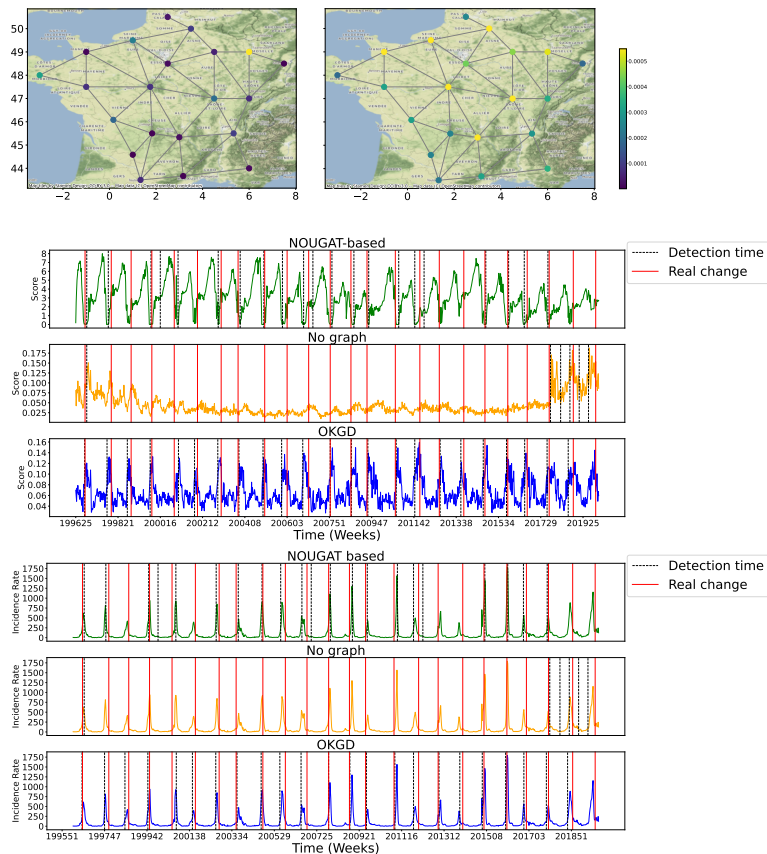 50
49
48
47
46
45
44
−2 0 2 4 6 8
−2 0 2 4 6 8
0.0005
0.0004
0.0003
0.0002
0.0001
NOUGAT-based
8
7
6
5
4
3
2
1
0
Score
Detection time
Real change
No graph
0.175
0.150
0.125
0.100
0.075
0.050
0.025
Score
OKGD
0.16
0.14
0.12
0.10
0.08
0.06
0.04
Score
199625 199821 200016 200212 200408 200603 200751 200947 201142 201338 201534 201729 201925
Time (Weeks)
NOUGAT based
1750
1500
1250
1000
750
500
250
0
Incidence Rate
Detection time
Real change
No graph
1750
1500
1250
1000
750
500
250
0
Incidence Rate
OKGD
1750
1500
1250
1000
750
500
250
0
Incidence Rate
199551 199747 199942 200138 200334 200529 200725 200921 201116 201312 201508 201703 201851
Time (Weeks)